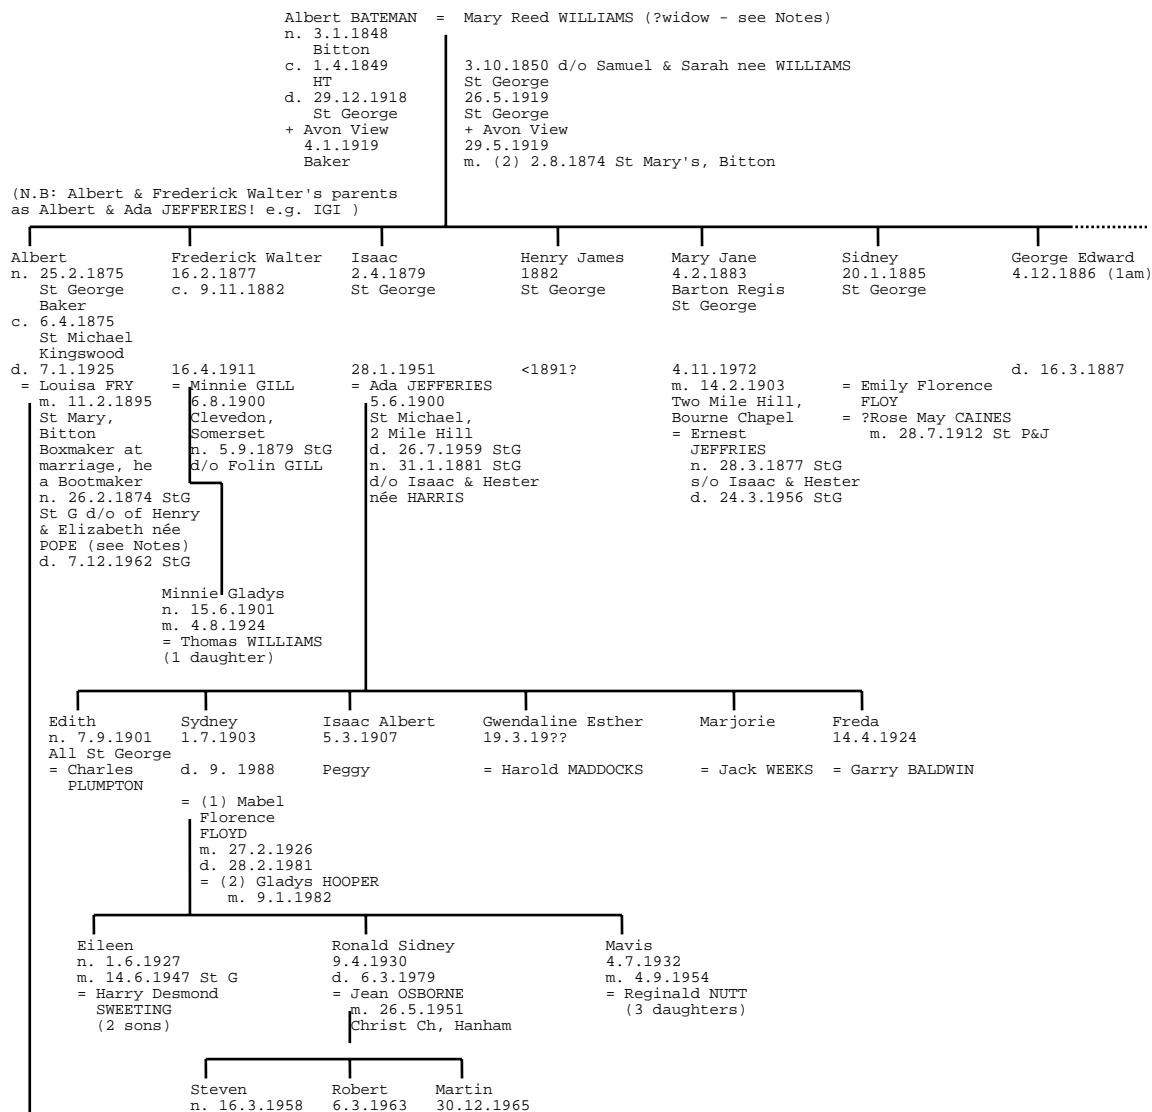 Albert BATEMAN = Mary Reed WILLIAMS (?widow - see Notes)
n. 3.1.1848
Bitton
c. 1.4.1849 3.10.1850 d/o Samuel & Sarah nee WILLIAMS
HT St George
d. 29.12.1918 26.5.1919
St George St George
+ Avon View + Avon View
4.1.1919 29.5.1919
Baker m. (2) 2.8.1874 St Mary's, Bitton
(N.B: Albert & Frederick Walter's parents
as Albert & Ada JEFFERIES! e.g. IGI )
Albert Frederick Walter Isaac Henry James Mary Jane Sidney George Edward
n. 25.2.1875 16.2.1877 2.4.1879 1882 4.2.1883 20.1.1885 4.12.1886 (1am)
St George c. 9.11.1882 St George St George Barton Regis St George
Baker St George
c. 6.4.1875
St Michael
Kingswood
d. 7.1.1925 16.4.1911 28.1.1951 <1891? 4.11.1972 d. 16.3.1887
= Louisa FRY = Minnie GILL = Ada JEFFERIES m. 14.2.1903 = Emily Florence
m. 11.2.1895 6.8.1900 5.6.1900 Two Mile Hill, FLOY
St Mary, Clevedon, St Michael, Bourne Chapel = ?Rose May CAINES
Bitton Somerset 2 Mile Hill = Ernest m. 28.7.1912 St P&J
Boxmaker at n. 5.9.1879 StG d. 26.7.1959 StG JEFFRIES
marriage, he d/o Folin GILL n. 31.1.1881 StG n. 28.3.1877 StG
a Bootmaker d/o Isaac & Hester s/o Isaac & Hester
n. 26.2.1874 StG née HARRIS d. 24.3.1956 StG
St G d/o of Henry
& Elizabeth née
POPE (see Notes)
d. 7.12.1962 StG
Minnie Gladys
n. 15.6.1901
m. 4.8.1924
= Thomas WILLIAMS
(1 daughter)
Edith Sydney Isaac Albert Gwendaline Esther Marjorie Freda
n. 7.9.1901 1.7.1903 5.3.1907 19.3.19?? 14.4.1924
All St George
= Charles d. 9. 1988 Peggy = Harold MADDOCKS = Jack WEEKS = Garry BALDWIN
PLUMPTON
= (1) Mabel
Florence
FLOYD
m. 27.2.1926
d. 28.2.1981
= (2) Gladys HOOPER
m. 9.1.1982
Eileen Ronald Sidney Mavis
n. 1.6.1927 9.4.1930 4.7.1932
m. 14.6.1947 St G d. 6.3.1979 m. 4.9.1954
= Harry Desmond = Jean OSBORNE = Reginald NUTT
SWEETING m. 26.5.1951 (3 daughters)
(2 sons) Christ Ch, Hanham
Steven Robert Martin
n. 16.3.1958 6.3.1963 30.12.1965